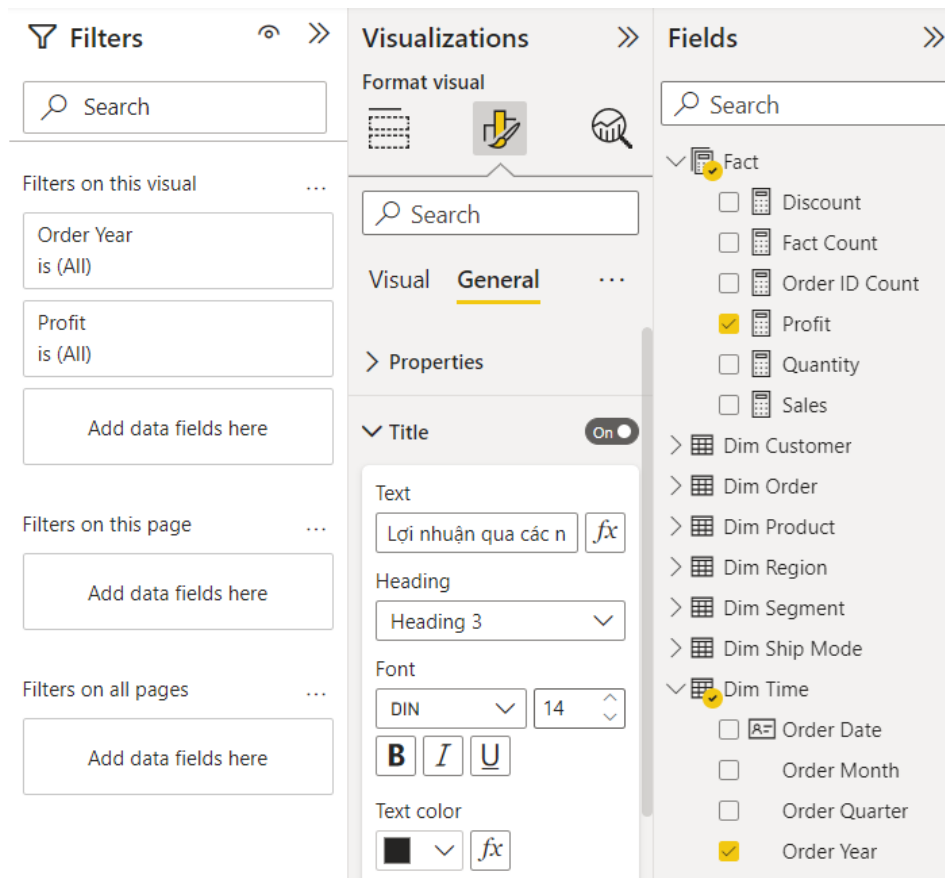 Filters
Search
Filters on this visual
...
Order Year
is (All)
Profit
is (All)
Add data fields here
Filters on this page
...
Add data fields here
Filters on all pages
...
Add data fields here
Visualizations
Format visual
Search
Visual General ...
Properties
Title On
Text
Lợi nhuận qua các n
fx
Heading
Heading 3
Font
DIN 14
B I U
Text color
fx
Fields
Search
Fact
Discount
Fact Count
Order ID Count
Profit
Quantity
Sales
Dim Customer
Dim Order
Dim Product
Dim Region
Dim Segment
Dim Ship Mode
Dim Time
Order Date
Order Month
Order Quarter
Order Year